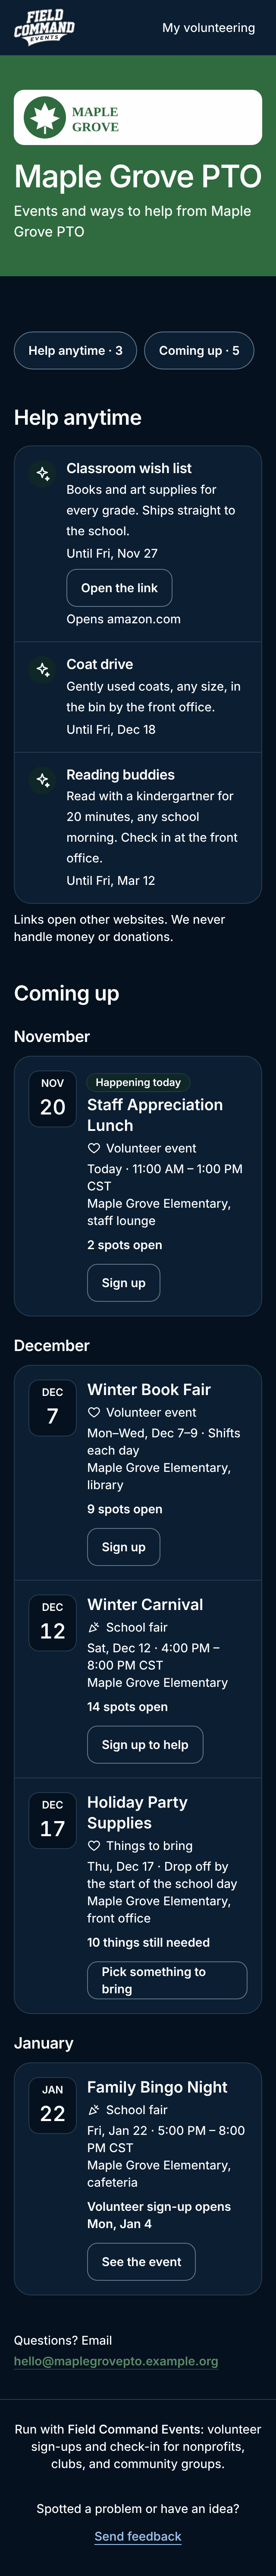 FIELD
COMMAND
EVENTS
My volunteering
MAPLE
GROVE
Maple Grove PTO
Events and ways to help from Maple
Grove PTO
Help anytime · 3
Coming up · 5
Help anytime
Classroom wish list
Books and art supplies for
every grade. Ships straight to
the school.
Until Fri, Nov 27
Open the link
Opens amazon.com
Coat drive
Gently used coats, any size, in
the bin by the front office.
Until Fri, Dec 18
Reading buddies
Read with a kindergartner for
20 minutes, any school
morning. Check in at the front
office.
Until Fri, Mar 12
Links open other websites. We never
handle money or donations.
Coming up
November
NOV
20
Happening today
Staff Appreciation
Lunch
Volunteer event
Today · 11:00 AM – 1:00 PM
CST
Maple Grove Elementary,
staff lounge
2 spots open
Sign up
December
DEC
7
Winter Book Fair
Volunteer event
Mon–Wed, Dec 7–9 · Shifts
each day
Maple Grove Elementary,
library
9 spots open
Sign up
DEC
12
Winter Carnival
School fair
Sat, Dec 12 · 4:00 PM –
8:00 PM CST
Maple Grove Elementary
14 spots open
Sign up to help
DEC
17
Holiday Party
Supplies
Things to bring
Thu, Dec 17 · Drop off by
the start of the school day
Maple Grove Elementary,
front office
10 things still needed
Pick something to
bring
January
JAN
22
Family Bingo Night
School fair
Fri, Jan 22 · 5:00 PM – 8:00
PM CST
Maple Grove Elementary,
cafeteria
Volunteer sign-up opens
Mon, Jan 4
See the event
Questions? Email
hello@maplegrovepto.example.org
Run with Field Command Events: volunteer
sign-ups and check-in for nonprofits,
clubs, and community groups.
Spotted a problem or have an idea?
Send feedback